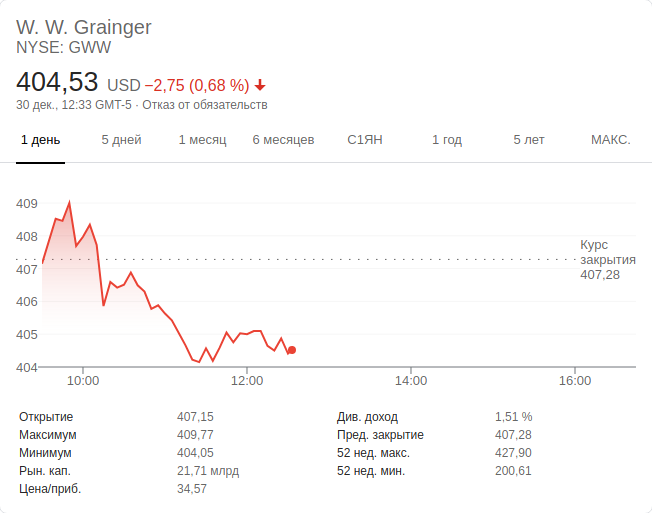 W. W. Grainger
NYSE: GWW
404,53 USD −2,75 (0,68 %)
30 дек., 12:33 GMT-5 · Отказ от обязательств
1 день 5 дней 1 месяц 6 месяцев С1ЯН 1 год 5 лет МАКС.
409
408
407
406
405
404
Курс
закрытия
407,28
10:00 12:00 14:00 16:00
Открытие 407,15 Див. доход 1,51 %
Максимум 409,77 Пред. закрытие 407,28
Минимум 404,05 52 нед. макс. 427,90
Рын. кап. 21,71 млрд 52 нед. мин. 200,61
Цена/приб. 34,57